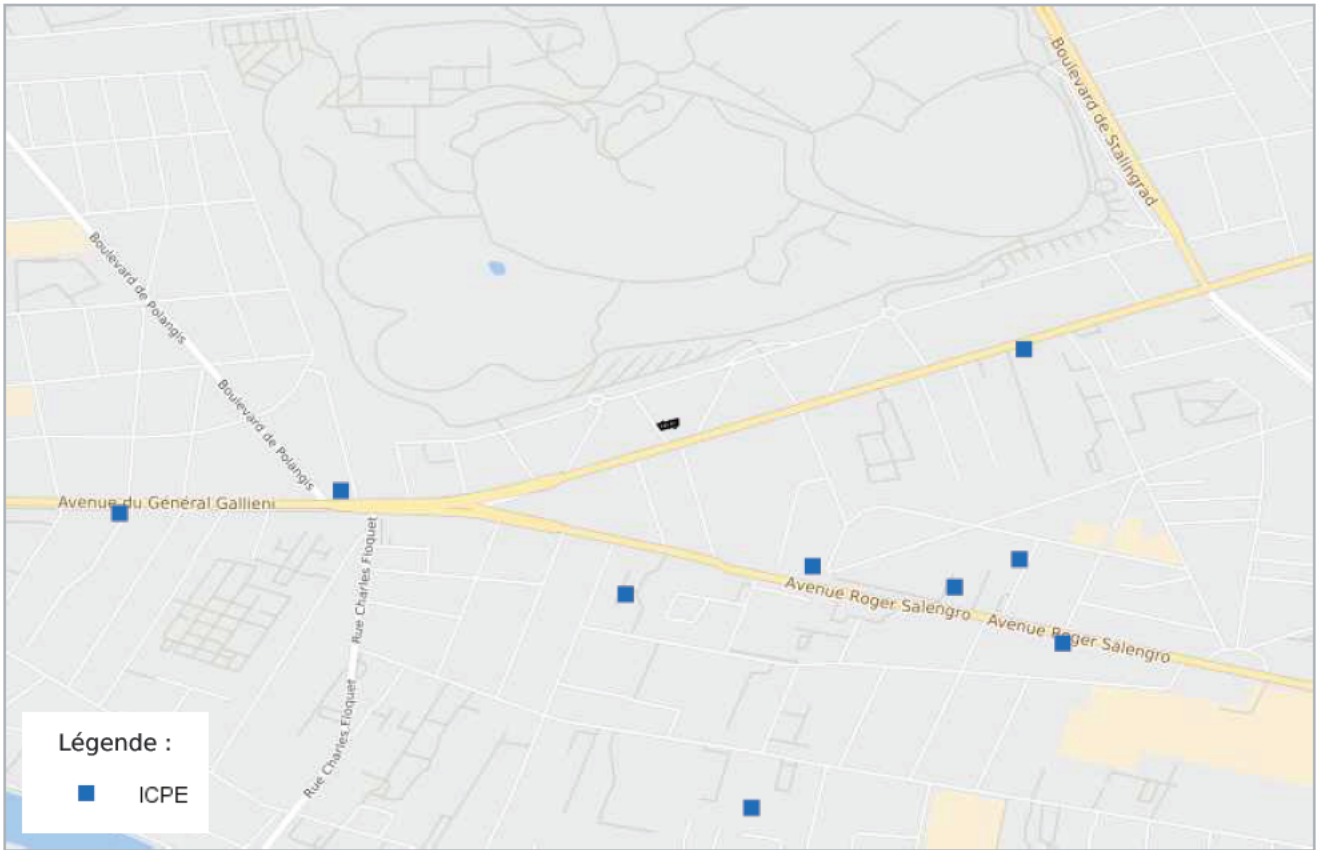 Boulevard de Stalingrad
Boulevard de Polangis
Boulevard de Polangis
Avenue du Général Gallieni
Rue Charles Floquet
Avenue Roger Salengro
Avenue Roger Salengro
Rue Charles Floquet
Légende :
ICPE